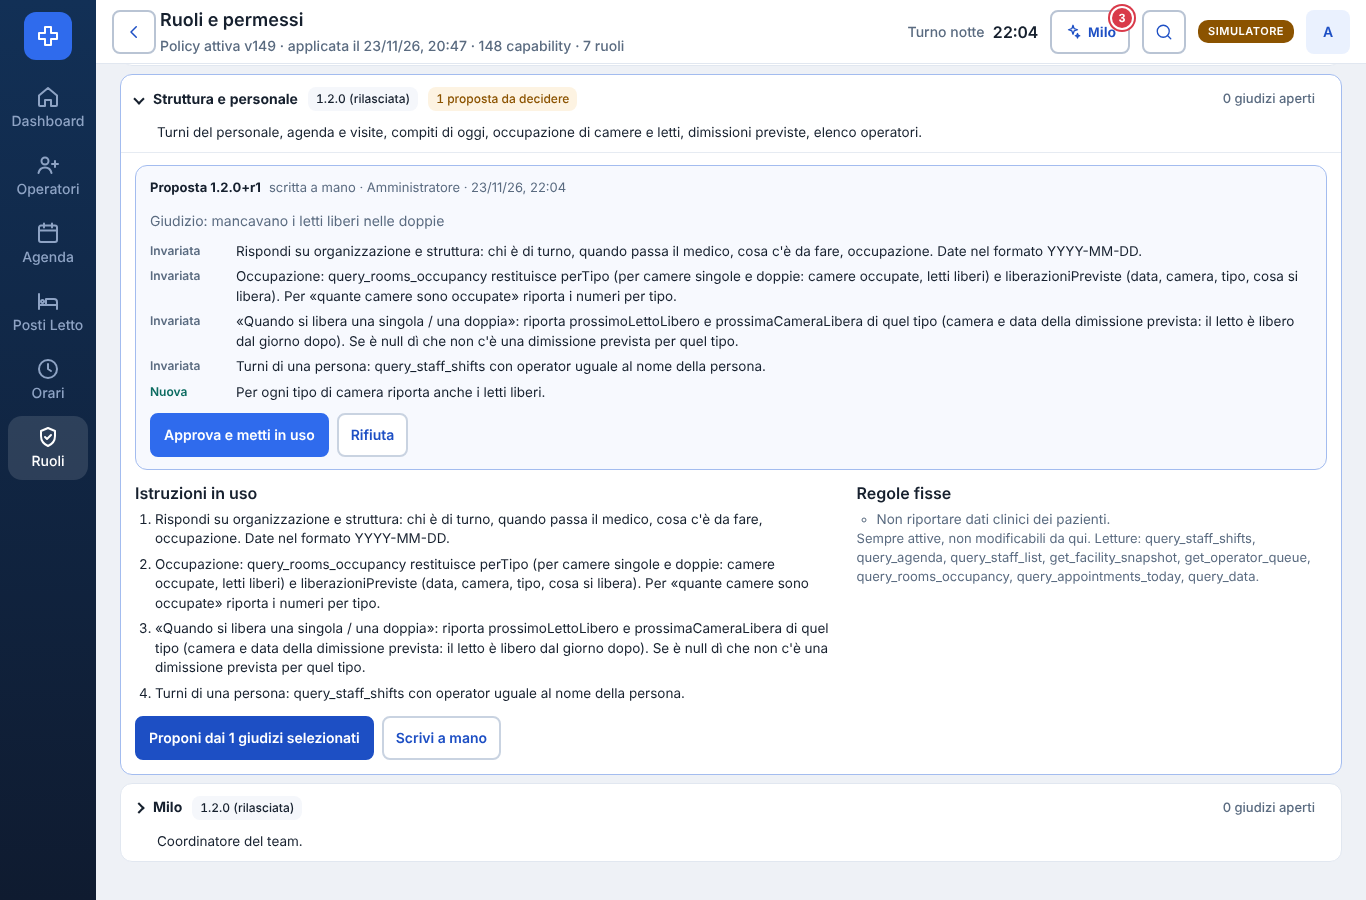 Ruoli e permessi
Policy attiva v149 · applicata il 23/11/26, 20:47 · 148 capability · 7 ruoli
Turno notte 22:04
Milo
3
SIMULATORE
A
Dashboard
Operatori
Agenda
Posti Letto
Orari
Ruoli
Struttura e personale 1.2.0 (rilasciata) 1 proposta da decidere 0 giudizi aperti
Turni del personale, agenda e visite, compiti di oggi, occupazione di camere e letti, dimissioni previste, elenco operatori.
Proposta 1.2.0+r1 scritta a mano · Amministratore · 23/11/26, 22:04
Giudizio: mancavano i letti liberi nelle doppie
Invariata Rispondi su organizzazione e struttura: chi è di turno, quando passa il medico, cosa c'è da fare, occupazione. Date nel formato YYYY-MM-DD.
Invariata Occupazione: query_rooms_occupancy restituisce perTipo (per camere singole e doppie: camere occupate, letti liberi) e liberazioniPreviste (data, camera, tipo, cosa si
libera). Per «quante camere sono occupate» riporta i numeri per tipo.
Invariata «Quando si libera una singola / una doppia»: riporta prossimoLettoLibero e prossimaCameraLibera di quel tipo (camera e data della dimissione prevista: il letto è libero
dal giorno dopo). Se è null dì che non c'è una dimissione prevista per quel tipo.
Invariata Turni di una persona: query_staff_shifts con operator uguale al nome della persona.
Nuova Per ogni tipo di camera riporta anche i letti liberi.
Approva e metti in uso Rifiuta
Istruzioni in uso
1. Rispondi su organizzazione e struttura: chi è di turno, quando passa il medico, cosa c'è da fare,
occupazione. Date nel formato YYYY-MM-DD.
2. Occupazione: query_rooms_occupancy restituisce perTipo (per camere singole e doppie: camere
occupate, letti liberi) e liberazioniPreviste (data, camera, tipo, cosa si libera). Per «quante camere sono
occupate» riporta i numeri per tipo.
3. «Quando si libera una singola / una doppia»: riporta prossimoLettoLibero e prossimaCameraLibera di quel
tipo (camera e data della dimissione prevista: il letto è libero dal giorno dopo). Se è null dì che non c'è una
dimissione prevista per quel tipo.
4. Turni di una persona: query_staff_shifts con operator uguale al nome della persona.
Proponi dai 1 giudizi selezionati Scrivi a mano
Regole fisse
Non riportare dati clinici dei pazienti.
Sempre attive, non modificabili da qui. Letture: query_staff_shifts,
query_agenda, query_staff_list, get_facility_snapshot, get_operator_queue,
query_rooms_occupancy, query_appointments_today, query_data.
Milo 1.2.0 (rilasciata) 0 giudizi aperti
Coordinatore del team.